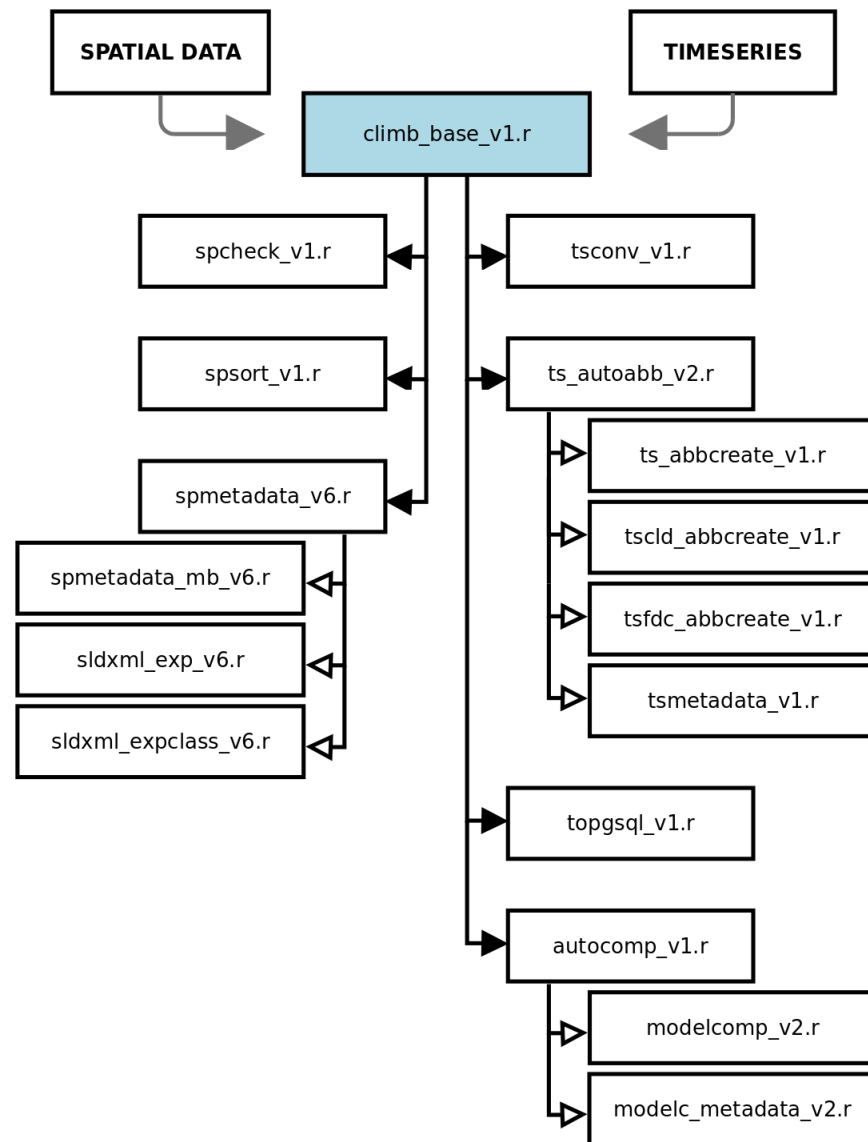 SPATIAL DATA
TIMESERIES
climb_base_v1.r
spcheck_v1.r
tsconv_v1.r
spsort_v1.r
ts_autoabb_v2.r
ts_abbcreate_v1.r
spmetadata_v6.r
tscld_abbcreate_v1.r
spmetadata_mb_v6.r
tsfdc_abbcreate_v1.r
sldxml_exp_v6.r
tsmetadata_v1.r
sldxml_expclass_v6.r
topgsql_v1.r
autocomp_v1.r
modelcomp_v2.r
modelc_metadata_v2.r